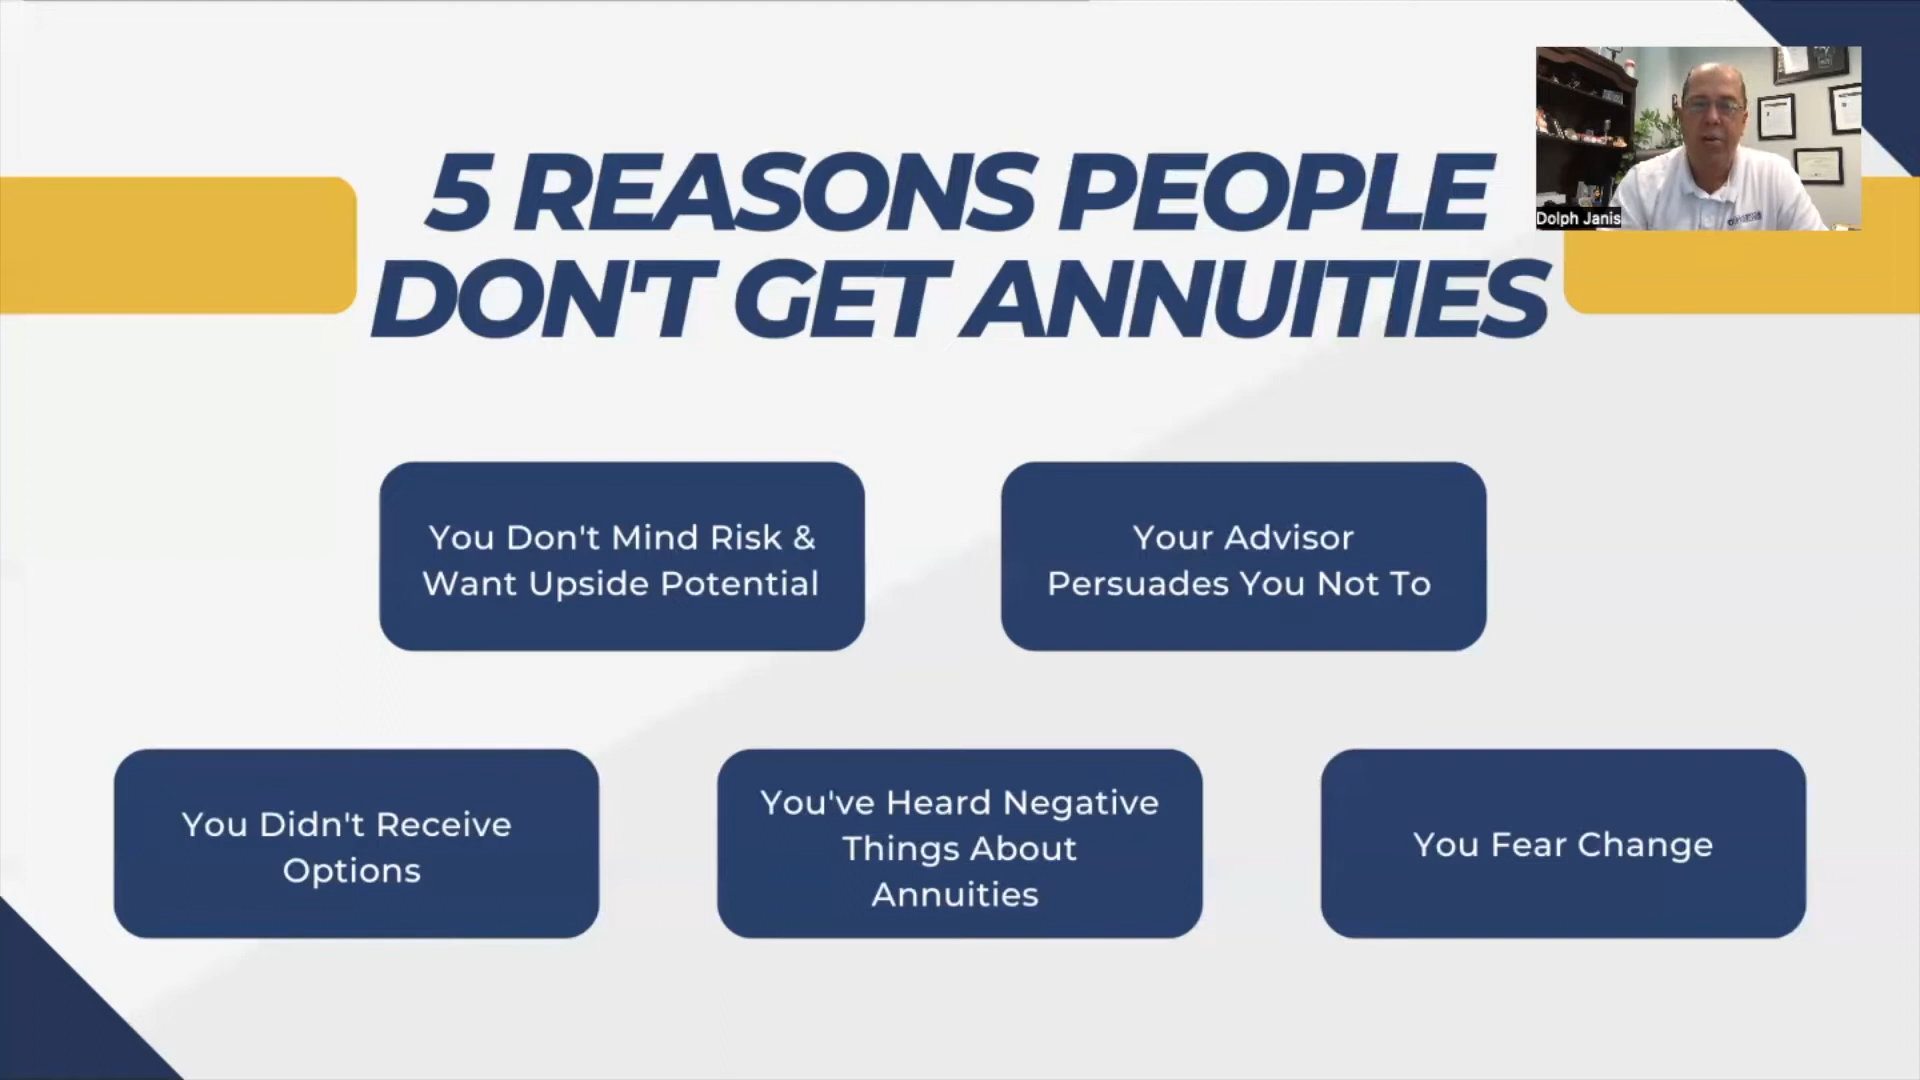 5 REASONS PEOPLE
DON'T GET ANNUITIES
Dolph Janis
You Don't Mind Risk &
Want Upside Potential
Your Advisor
Persuades You Not To
You Didn't Receive
Options
You've Heard Negative
Things About
Annuities
You Fear Change